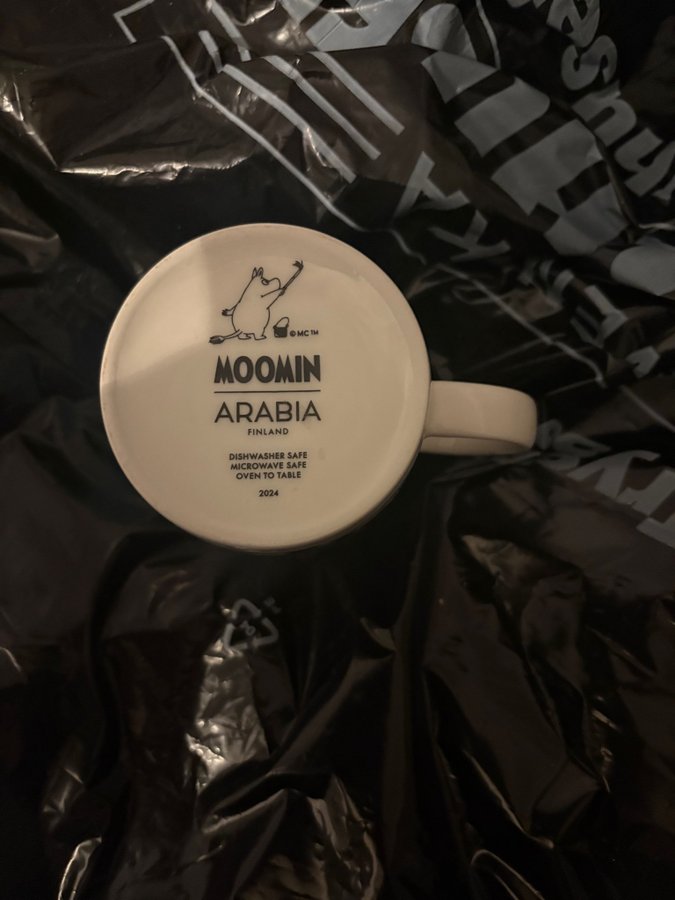 © MC™
MOOMIN
ARABIA
FINLAND
DISHWASHER SAFE
MICROWAVE SAFE
OVEN TO TABLE
2024